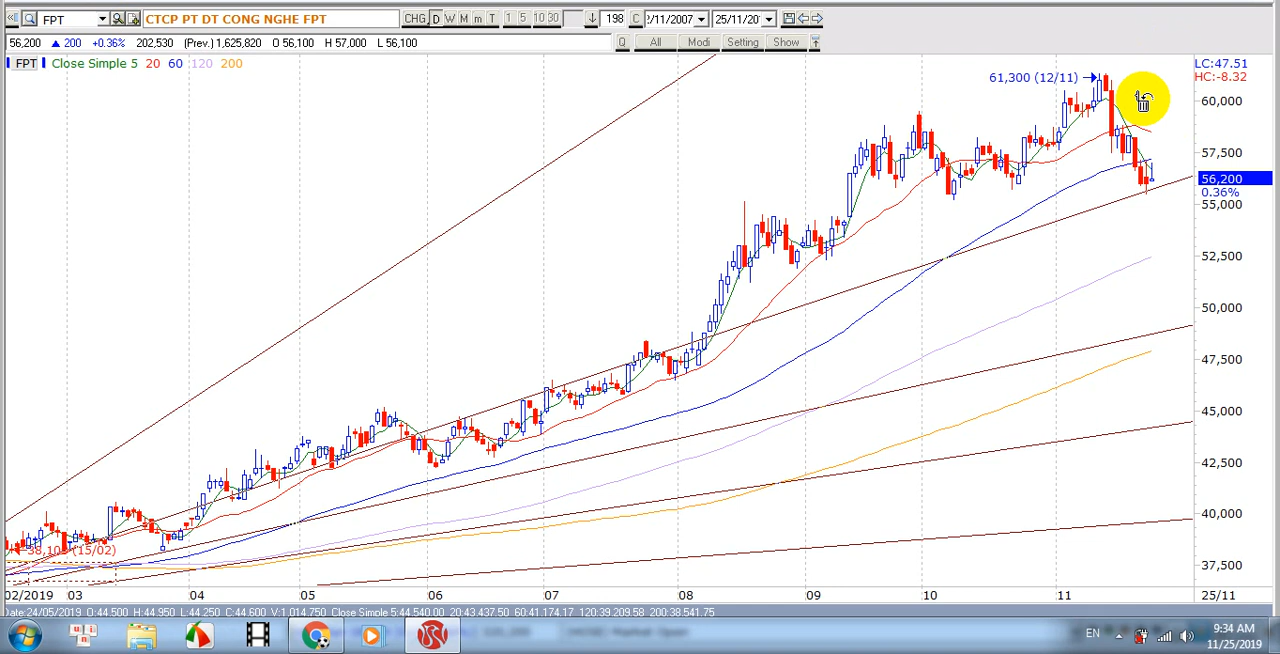 FPT CTCP PT DT CONG NGHE FPT CHG D W M m T 1 5 10 30 198 C 25/11/20
56,200 ▲ 200 +0.36% 202,530 (Prev.) 1,625,820 O 56,100 H 57,000 L 56,100 Q All Modi Setting Show
FPT Close Simple 5 20 60 120 200
LC:47.51
HC:-8.32
61,300 (12/11)
60,000
57,500
56,200
0.36%
55,000
52,500
50,000
47,500
45,000
42,500
40,000
38,100 (15/02)
37,500
02/2019 03 04 05 06 07 08 09 10 11 25/11
Date:24/05/2019 O:44.500 H:44.950 L:44.250 C:44.600 V:1.014.750 Close Simple 5:44.540.00 20:43.437.50 60:41.174.17 120:39.209.58 200:38.541.75
EN 9:34 AM
11/25/2019